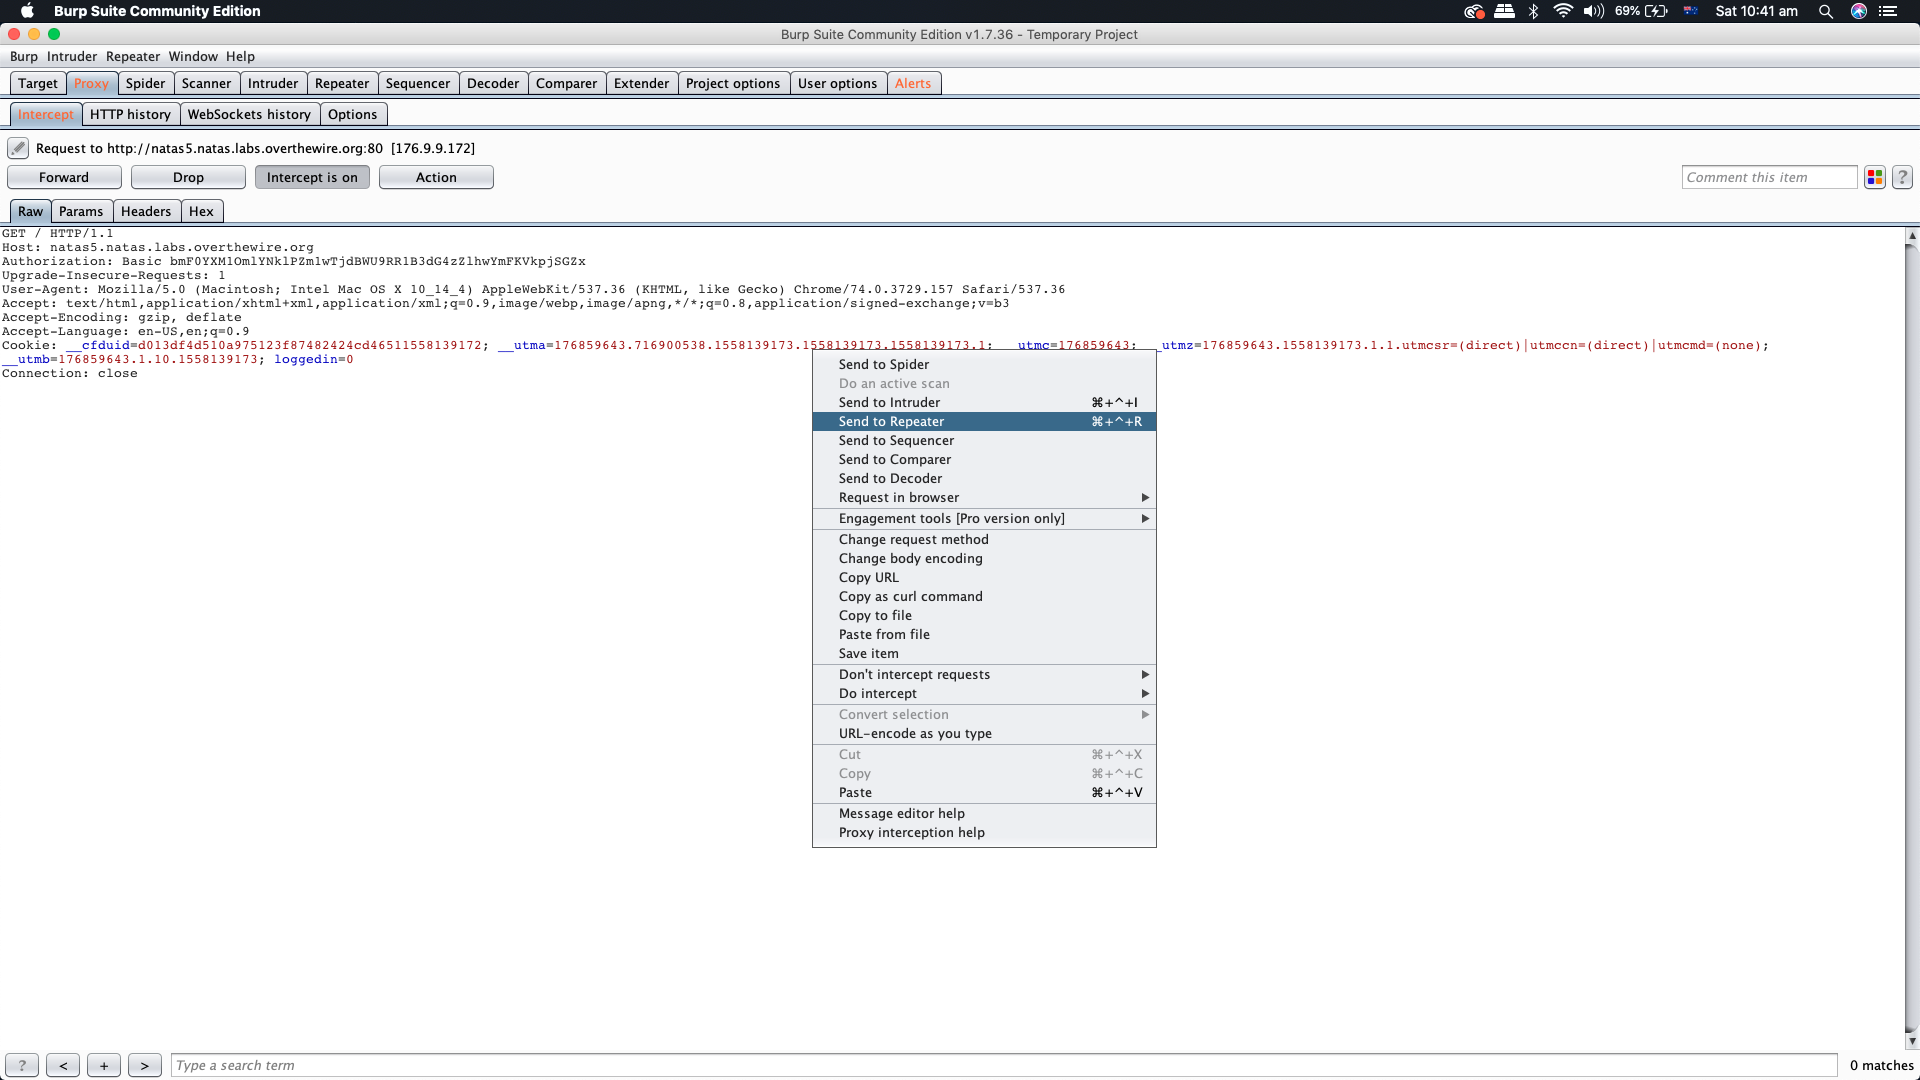 Burp Suite Community Edition
69%
Sat 10:41 am
Burp Suite Community Edition v1.7.36 - Temporary Project
Burp Intruder Repeater Window Help
Target Proxy Spider Scanner Intruder Repeater Sequencer Decoder Comparer Extender Project options User options Alerts
Intercept HTTP history WebSockets history Options
Request to http://natas5.natas.labs.overthewire.org:80 [176.9.9.172]
Forward Drop Intercept is on Action Comment this item ?
Raw Params Headers Hex
GET / HTTP/1.1
Host: natas5.natas.labs.overthewire.org
Authorization: Basic bmF0YXM1OmlYNklPZm1wTjdBWU9RR1B3dG4zZlhwYmFKVkpjSGZx
Upgrade-Insecure-Requests: 1
User-Agent: Mozilla/5.0 (Macintosh; Intel Mac OS X 10_14_4) AppleWebKit/537.36 (KHTML, like Gecko) Chrome/74.0.3729.157 Safari/537.36
Accept: text/html,application/xhtml+xml,application/xml;q=0.9,image/webp,image/apng,*/*;q=0.8,application/signed-exchange;v=b3
Accept-Encoding: gzip, deflate
Accept-Language: en-US,en;q=0.9
Cookie: __cfduid=d013df4d510a975123f87482424cd46511558139172; __utma=176859643.716900538.1558139173.1558139173.1558139173.1; __utmc=176859643; __utmz=176859643.1558139173.1.1.utmcsr=(direct)|utmccn=(direct)|utmcmd=(none);
__utmb=176859643.1.10.1558139173; loggedin=0
Connection: close
Send to Spider
Do an active scan
Send to Intruder ⌘+^+I
Send to Repeater ⌘+^+R
Send to Sequencer
Send to Comparer
Send to Decoder
Request in browser
Engagement tools [Pro version only]
Change request method
Change body encoding
Copy URL
Copy as curl command
Copy to file
Paste from file
Save item
Don't intercept requests
Do intercept
Convert selection
URL-encode as you type
Cut ⌘+^+X
Copy ⌘+^+C
Paste ⌘+^+V
Message editor help
Proxy interception help
? < + > Type a search term 0 matches